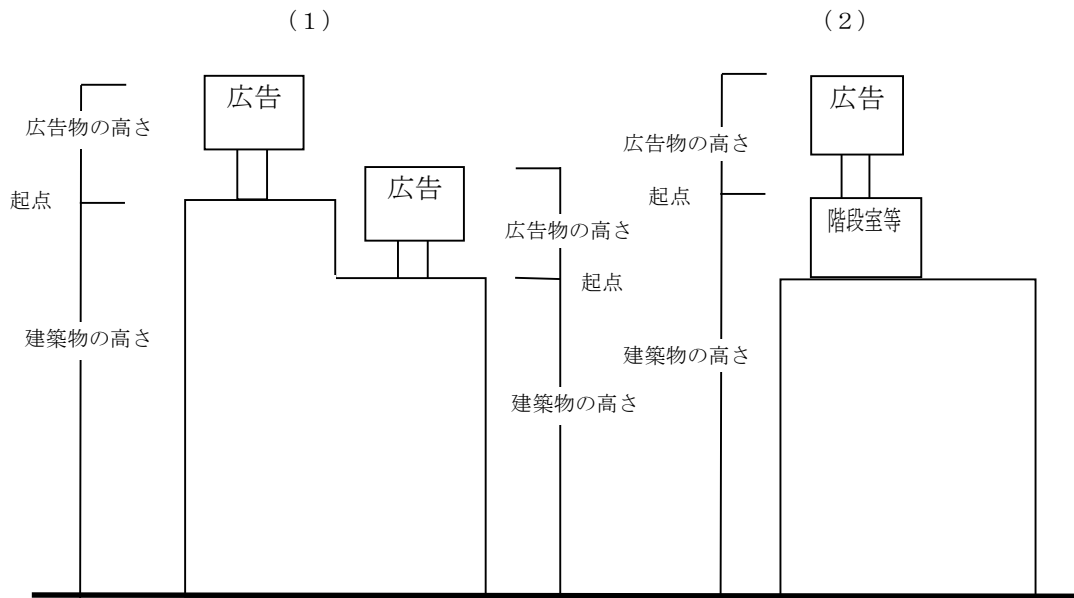 （１）
（２）
広告
広告物の高さ
起点
広告
広告物の高さ
起点
建築物の高さ
建築物の高さ
広告
広告物の高さ
起点
階段室等
建築物の高さ